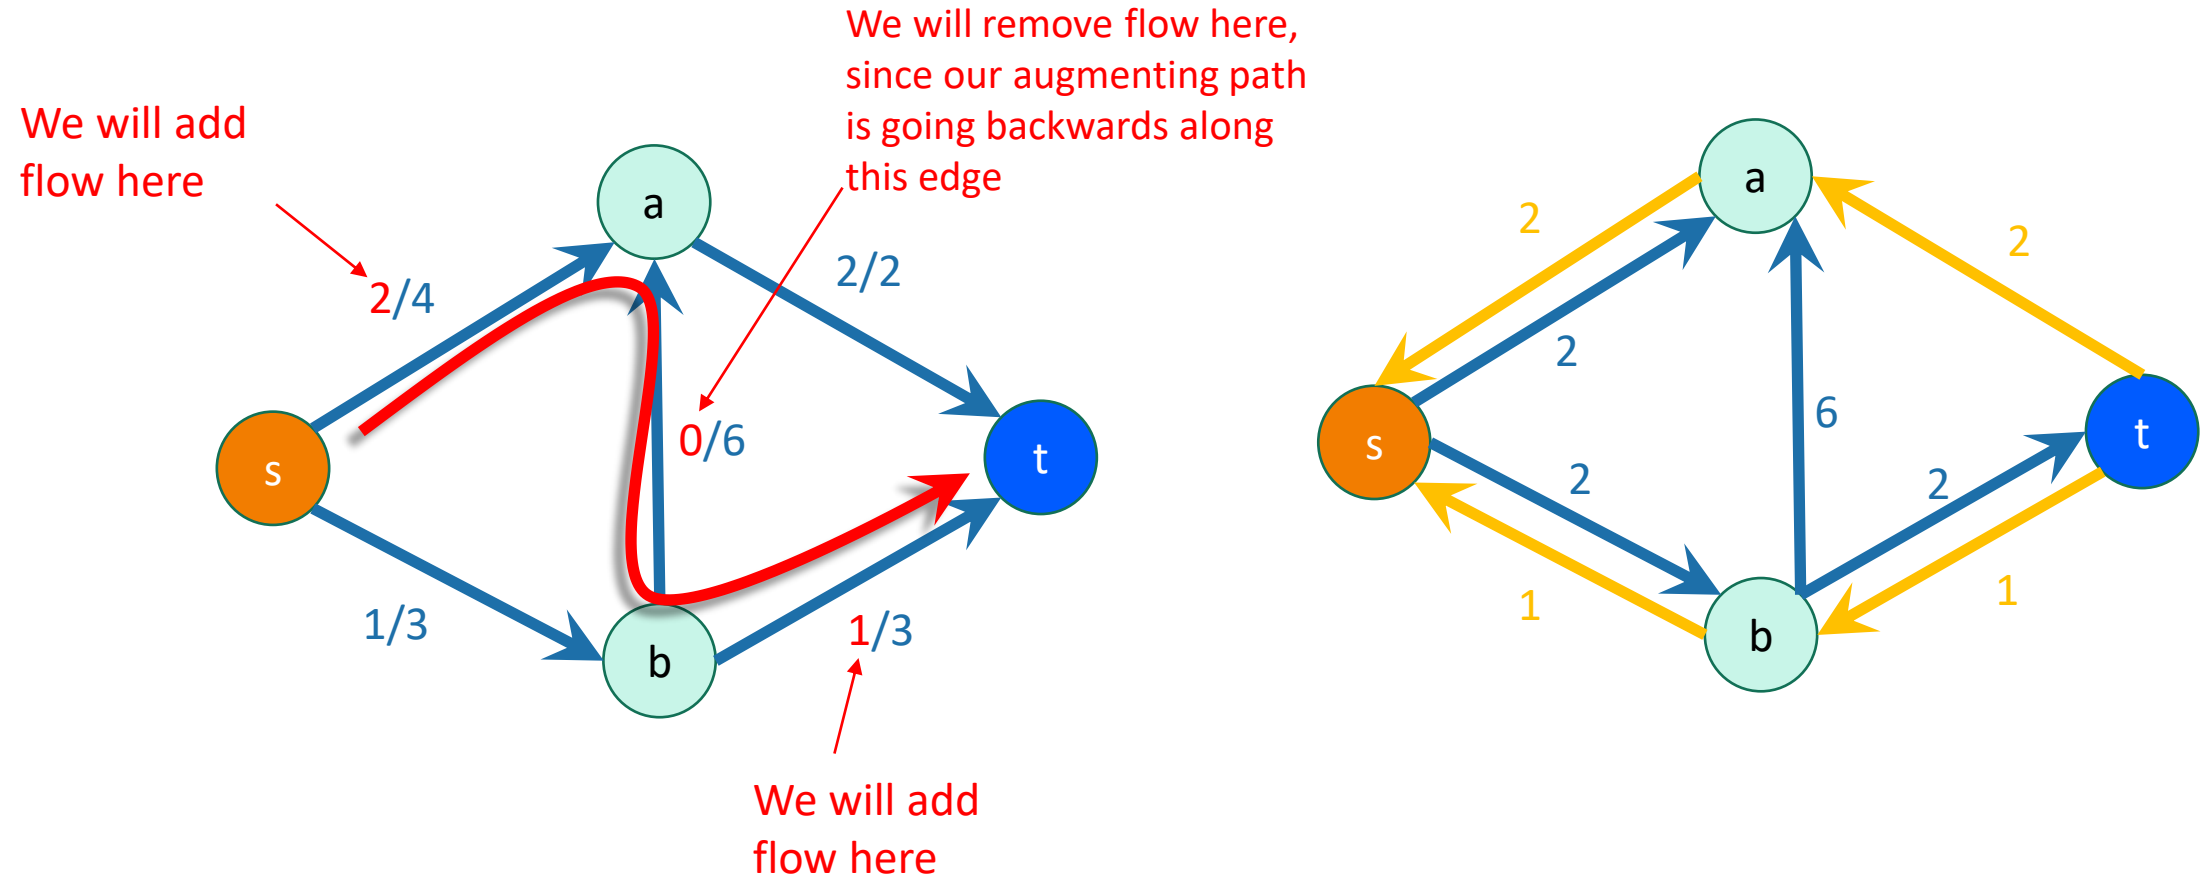 We will remove flow here,
since our augmenting path
is going backwards along
this edge
We will add
flow here
a
2/2
2/4
0/6
s
t
1/3
1/3
b
We will add
flow here
a
2
2
2
6
s
t
2
2
1
1
b